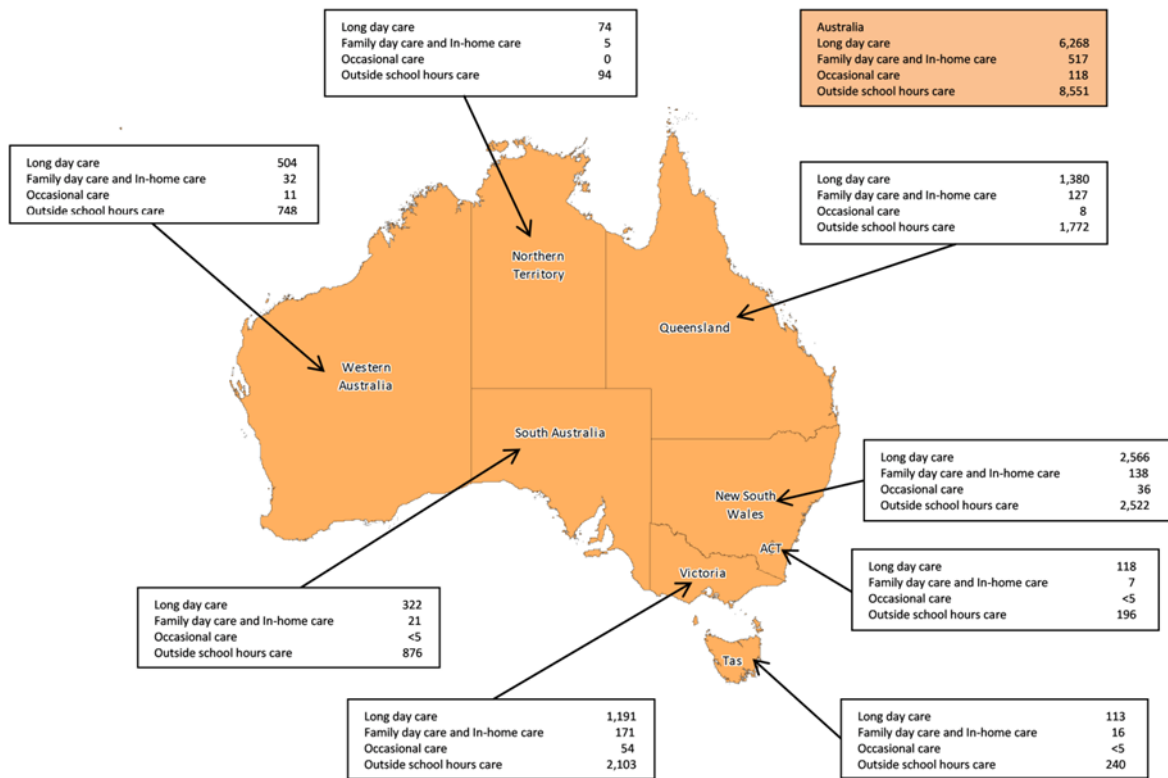 Long day care 74
Family day care and In-home care 5
Occasional care 0
Outside school hours care 94
Australia
Long day care 6,268
Family day care and In-home care 517
Occasional care 118
Outside school hours care 8,551
Long day care 504
Family day care and In-home care 32
Occasional care 11
Outside school hours care 748
Long day care 1,380
Family day care and In-home care 127
Occasional care 8
Outside school hours care 1,772
Northern
Territory
Queensland
Western
Australia
South Australia
New South
Wales
ACT
Victoria
Tas
Long day care 2,566
Family day care and In-home care 138
Occasional care 36
Outside school hours care 2,522
Long day care 118
Family day care and In-home care 7
Occasional care <5
Outside school hours care 196
Long day care 322
Family day care and In-home care 21
Occasional care <5
Outside school hours care 876
Long day care 1,191
Family day care and In-home care 171
Occasional care 54
Outside school hours care 2,103
Long day care 113
Family day care and In-home care 16
Occasional care <5
Outside school hours care 240